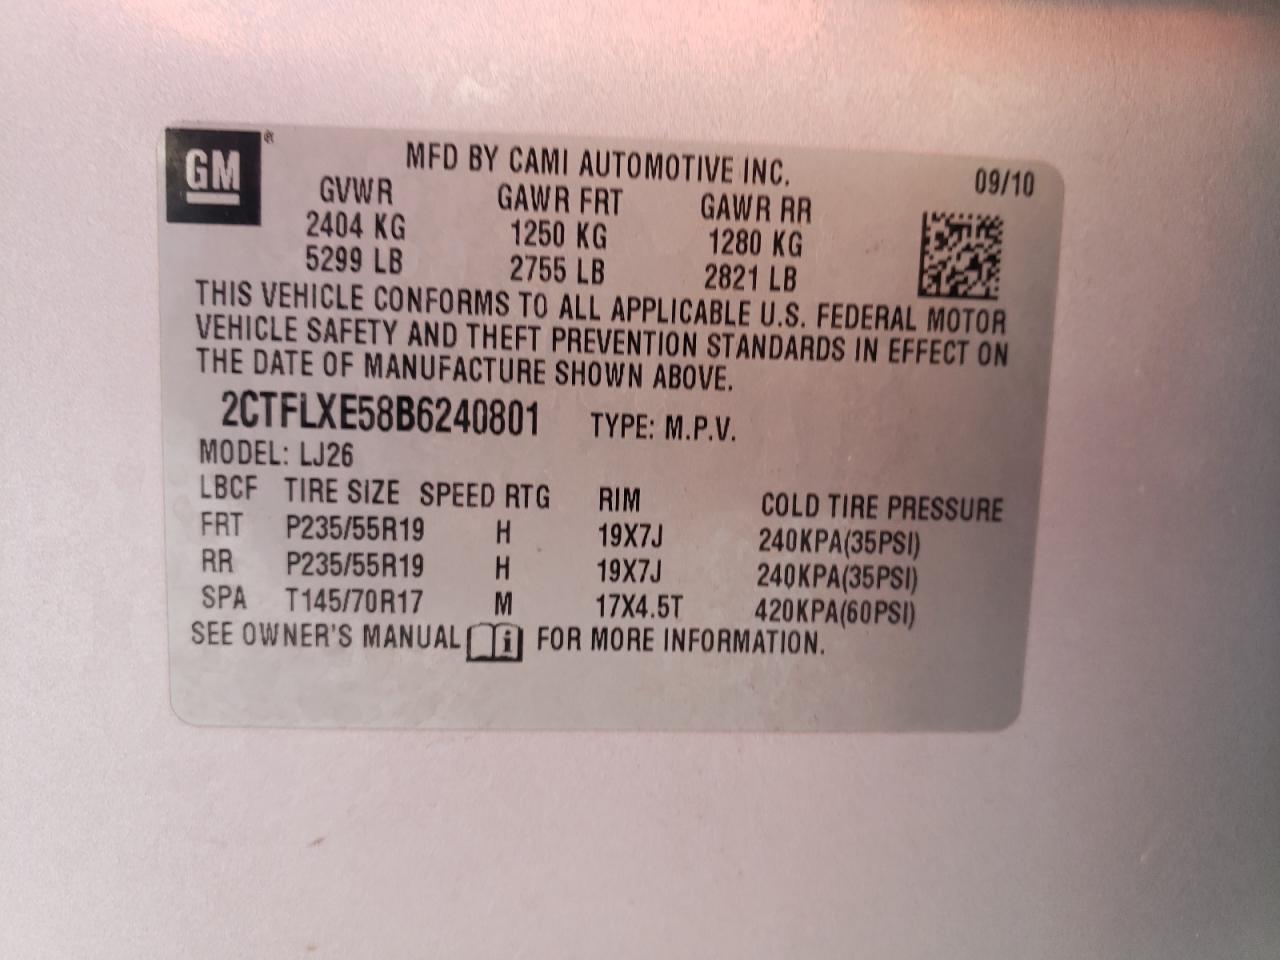 GM ®
MFD BY CAMI AUTOMOTIVE INC.
09/10
GVWR GAWR FRT GAWR RR
2404 KG 1250 KG 1280 KG
5299 LB 2755 LB 2821 LB
THIS VEHICLE CONFORMS TO ALL APPLICABLE U.S. FEDERAL MOTOR
VEHICLE SAFETY AND THEFT PREVENTION STANDARDS IN EFFECT ON
THE DATE OF MANUFACTURE SHOWN ABOVE.
2CTFLXE58B6240801 TYPE: M.P.V.
MODEL: LJ26
LBCF TIRE SIZE SPEED RTG RIM COLD TIRE PRESSURE
FRT P235/55R19 H 19X7J 240KPA(35PSI)
RR P235/55R19 H 19X7J 240KPA(35PSI)
SPA T145/70R17 M 17X4.5T 420KPA(60PSI)
SEE OWNER'S MANUAL i FOR MORE INFORMATION.